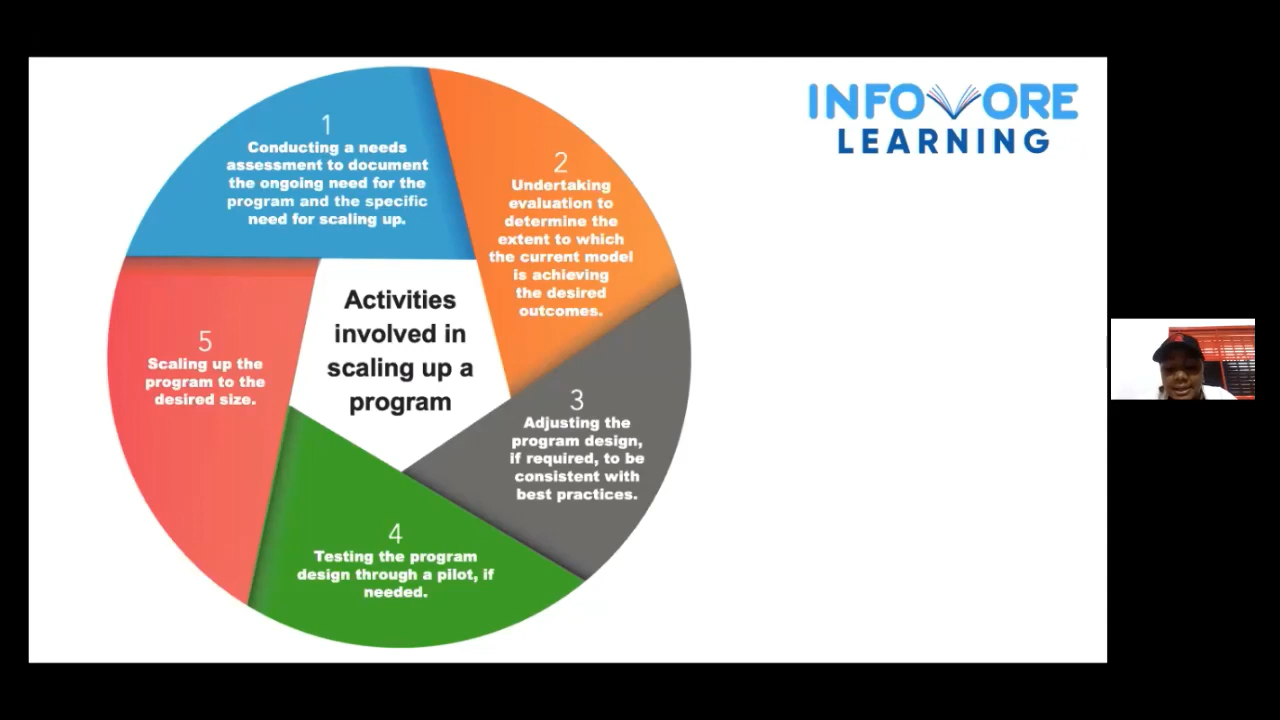 INFOVORE
LEARNING
1
Conducting a needs
assessment to document
the ongoing need for the
program and the specific
need for scaling up.
2
Undertaking
evaluation to
determine the
extent to which
the current model
is achieving
the desired
outcomes.
Activities
involved in
scaling up a
program
3
Adjusting the
program design,
if required, to be
consistent with
best practices.
4
Testing the program
design through a pilot, if
needed.
5
Scaling up the
program to the
desired size.